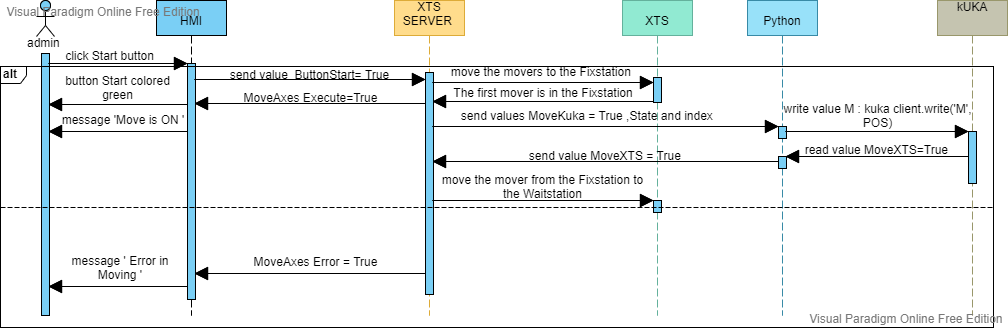 Visual Paradigm Online Free Edition
admin
HMI
XTS
SERVER
XTS
Python
kUKA
alt
click Start button
button Start colored
green
send value  ButtonStart= True
move the movers to the Fixstation
The first mover is in the Fixstation
MoveAxes Execute=True
message 'Move is ON '
send values MoveKuka = True ,State and index
write value M : kuka client.write('M',
POS)
read value MoveXTS=True
send value MoveXTS = True
move the mover from the Fixstation to
the Waitstation
MoveAxes Error = True
message ' Error in
Moving '
Visual Paradigm Online Free Edition